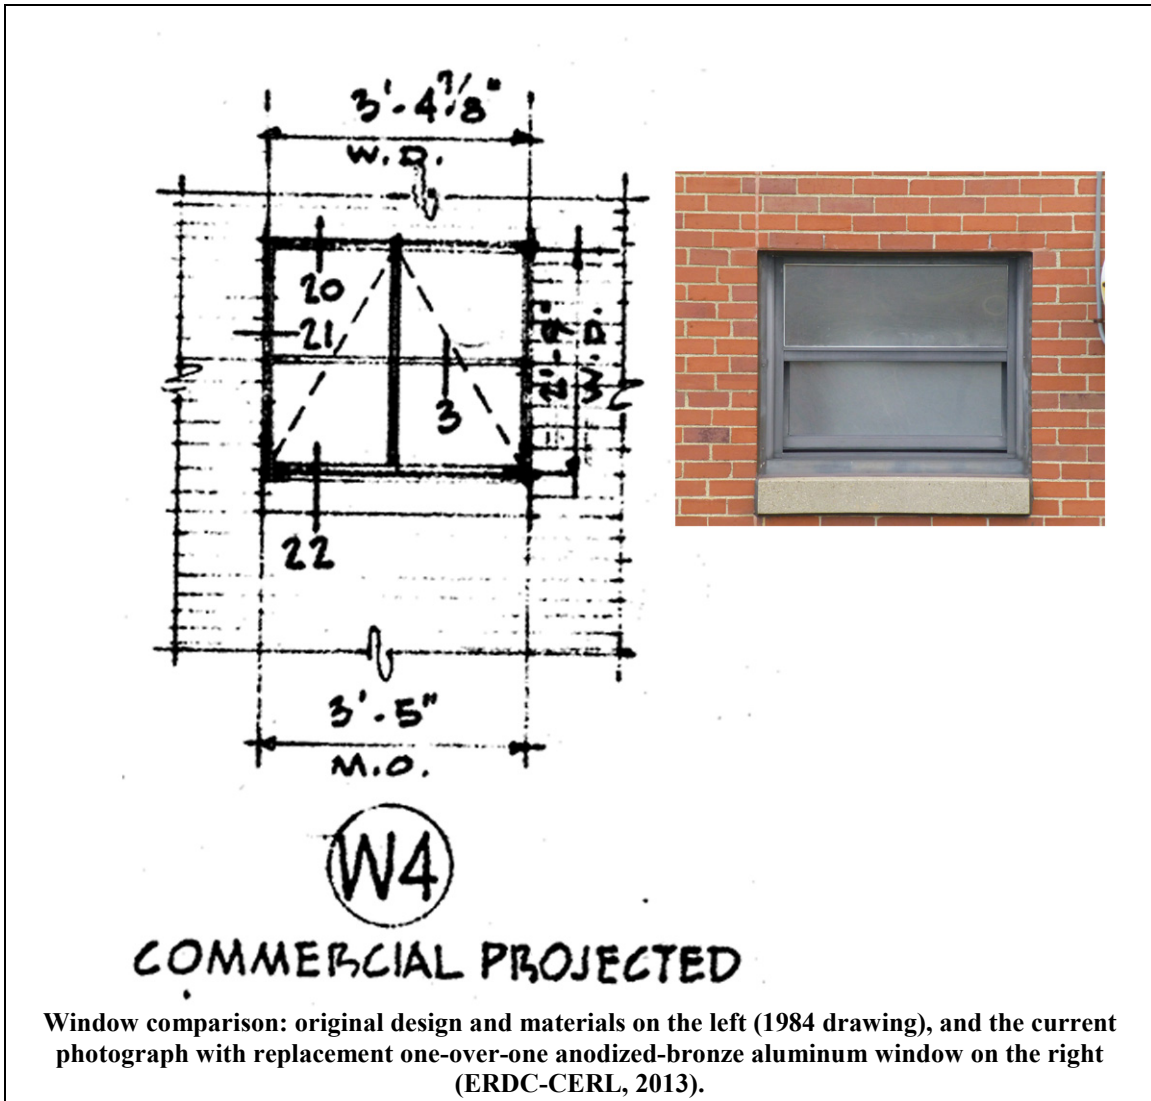 3'-4 7/8"
W.D.
20
21
3
2'-9"
W.D.
22
3'-5"
M.O.
W4
COMMERCIAL PROJECTED
Window comparison: original design and materials on the left (1984 drawing), and the current
photograph with replacement one-over-one anodized-bronze aluminum window on the right
(ERDC-CERL, 2013).